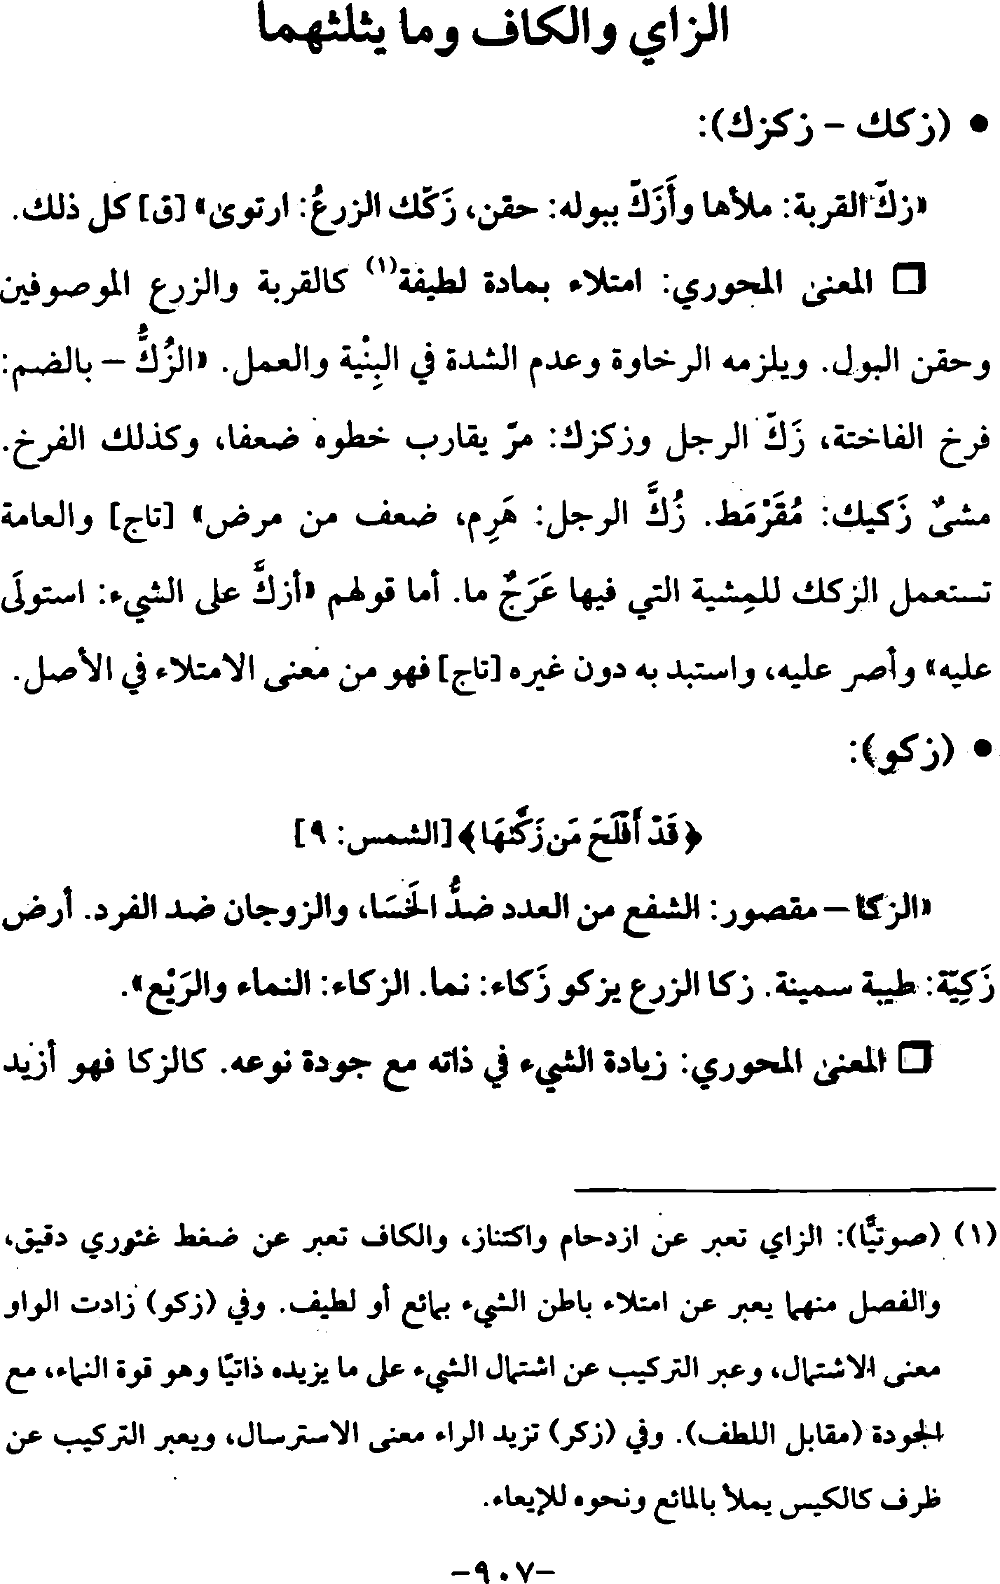 الزاي والكاف وما يثلثهما
• (زكك – زكزك):
«زكّ القربة: ملأها وأَزَكّ ببوله: حقن، زَكّك الزرعُ: ارتوى» [ق] كل ذلك.
□ المعنى المحوري: امتلاء بمادة لطيفة(١) كالقربة والزرع الموصوفين
وحقن البول. ويلزمه الرخاوة وعدم الشدة في البِنْية والعمل. «الزُكُّ – بالضم:
فرخ الفاختة، زَكّ الرجل وزكزك: مرّ يقارب خطوه ضعفا، وكذلك الفرخ.
مشىٌ زَكيك: مُقَرْمَط. زُكَّ الرجل: هَرِم، ضعف من مرض» [تاج] والعامة
تستعمل الزكك للمِشية التي فيها عَرَجٌ ما. أما قولهم «أزكَّ على الشيء: استولَى
عليه» وأصر عليه، واستبد به دون غيره [تاج] فهو من معنى الامتلاء في الأصل.
• (زكو):
﴿قَدْ أَفْلَحَ مَن زَكَّىٰهَا﴾ [الشمس: ٩]
«الزكا – مقصور: الشفع من العدد ضدُّ الخَسَا، والزوجان ضد الفرد. أرض
زَكِيّة: طيبة سمينة. زكا الزرع يزكو زَكاء: نما. الزكاء: النماء والرَيْع».
□ المعنى المحوري: زيادة الشيء في ذاته مع جودة نوعه. كالزكا فهو أزيد
(١) (صوتيًّا): الزاي تعبر عن ازدحام واكتناز، والكاف تعبر عن ضغط غئوري دقيق،
والفصل منهما يعبر عن امتلاء باطن الشيء بمائع أو لطيف. وفي (زكو) زادت الواو
معنى الاشتمال، وعبر التركيب عن اشتمال الشيء على ما يزيده ذاتيًا وهو قوة النماء، مع
الجودة (مقابل اللطف). وفي (زكر) تزيد الراء معنى الاسترسال، ويعبر التركيب عن
ظرف كالكيس يملأ بالمائع ونحوه للإيعاء.
-٩٠٧-